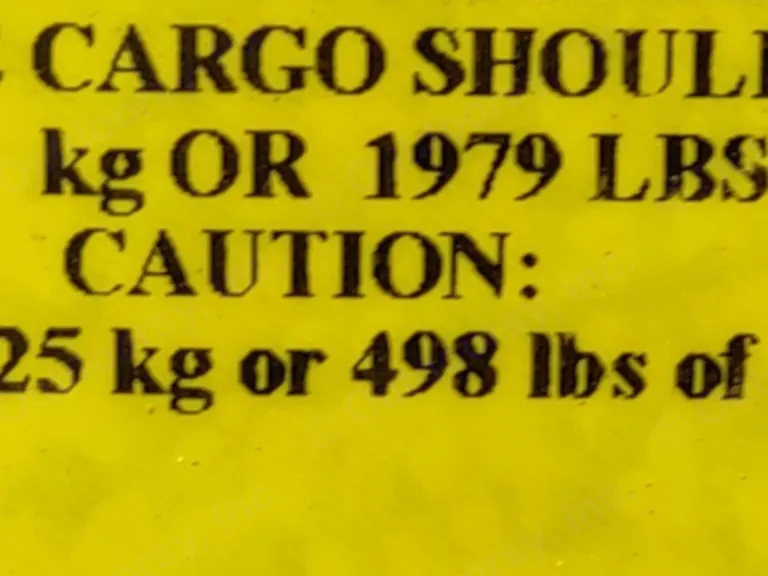 CARGO SHOUL
kg OR 1979 LBS
CAUTION:
25 kg or 498 lbs of